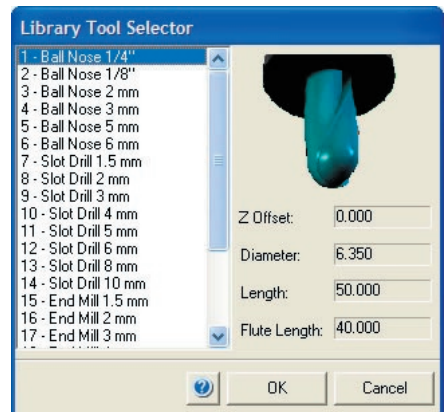 Library Tool Selector
1 - Ball Nose 1/4"
2 - Ball Nose 1/8"
3 - Ball Nose 2 mm
4 - Ball Nose 3 mm
5 - Ball Nose 5 mm
6 - Ball Nose 6 mm
7 - Slot Drill 1.5 mm
8 - Slot Drill 2 mm
9 - Slot Drill 3 mm
10 - Slot Drill 4 mm
11 - Slot Drill 5 mm
12 - Slot Drill 6 mm
13 - Slot Drill 8 mm
14 - Slot Drill 10 mm
15 - End Mill 1.5 mm
16 - End Mill 2 mm
17 - End Mill 3 mm
Z Offset: 0.000
Diameter: 6.350
Length: 50.000
Flute Length: 40.000
? OK Cancel